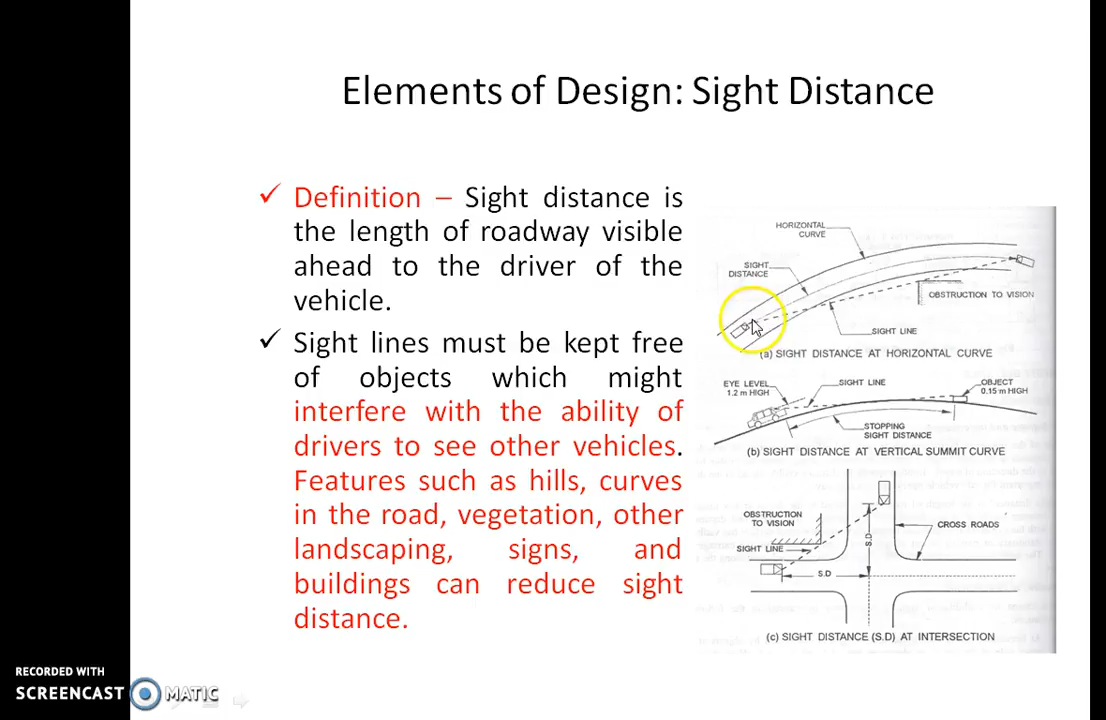 Elements of Design: Sight Distance
✓ Definition – Sight distance is
the length of roadway visible
ahead to the driver of the
vehicle.
✓ Sight lines must be kept free
of objects which might
interfere with the ability of
drivers to see other vehicles.
Features such as hills, curves
in the road, vegetation, other
landscaping, signs, and
buildings can reduce sight
distance.
HORIZONTAL
CURVE
SIGHT
DISTANCE
OBSTRUCTION TO VISION
SIGHT LINE
(a) SIGHT DISTANCE AT HORIZONTAL CURVE
EYE LEVEL
1.2 m HIGH
SIGHT LINE
OBJECT
0.15 m HIGH
STOPPING
SIGHT DISTANCE
(b) SIGHT DISTANCE AT VERTICAL SUMMIT CURVE
OBSTRUCTION
TO VISION
CROSS ROADS
SIGHT LINE
S.D
S.D
(c) SIGHT DISTANCE (S.D) AT INTERSECTION
RECORDED WITH
SCREENCAST MATIC